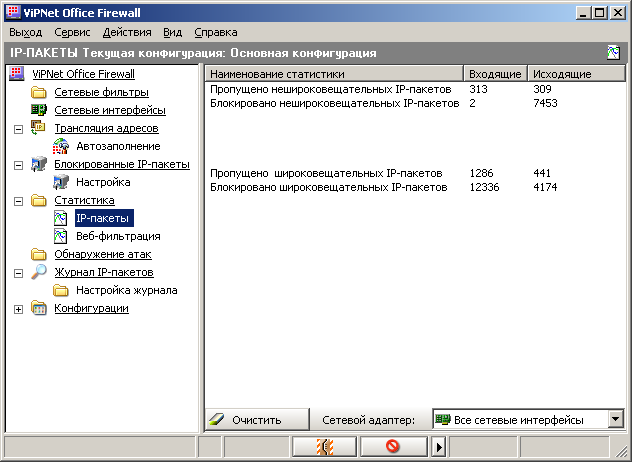 ViPNet Office Firewall
Выход Сервис Действия Вид Справка
IP-ПАКЕТЫ Текущая конфигурация: Основная конфигурация
ViPNet Office Firewall
Сетевые фильтры
Сетевые интерфейсы
Трансляция адресов
Автозаполнение
Блокированные IP-пакеты
Настройка
Статистика
IP-пакеты
Веб-фильтрация
Обнаружение атак
Журнал IP-пакетов
Настройка журнала
Конфигурации
Наименование статистики Входящие Исходящие
Пропущено нешироковещательных IP-пакетов 313 309
Блокировано нешироковещательных IP-пакетов 2 7453
Пропущено широковещательных IP-пакетов 1286 441
Блокировано широковещательных IP-пакетов 12336 4174
Очистить Сетевой адаптер: Все сетевые интерфейсы